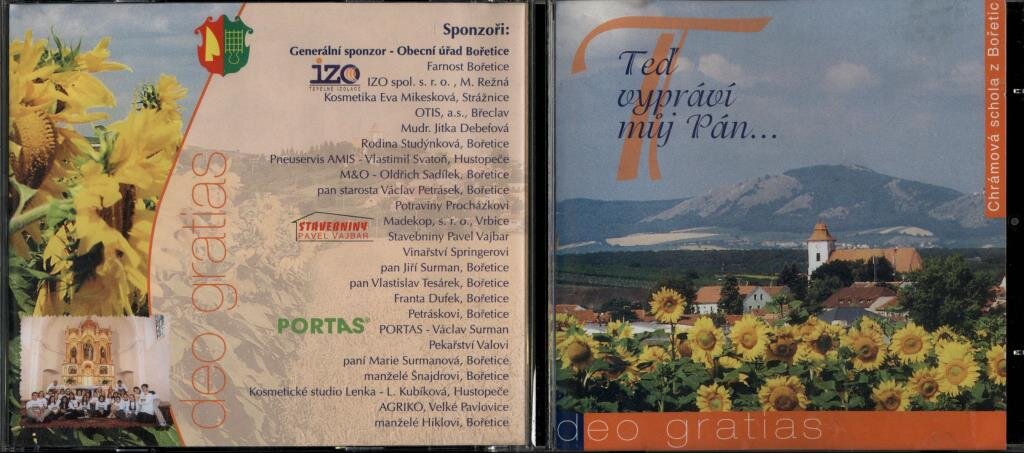 Sponzoři:
Generální sponzor - Obecní úřad Bořetice
Farnost Bořetice
izo
TEPELNÉ IZOLACE
IZO spol. s. r. o. , M. Režná
Kosmetika Eva Mikesková, Strážnice
OTIS, a.s., Břeclav
Mudr. Jitka Debefová
Rodina Studýnková, Bořetice
Pneuservis AMIS - Vlastimil Svatoň, Hustopeče
M&O - Oldřich Sadílek, Bořetice
pan starosta Václav Petrásek, Bořetice
Potraviny Procházkovi
Madekop, s. r. o., Vrbice
STAVEBNINY
PAVEL VAJBAR
Stavebniny Pavel Vajbar
Vinařství Springerovi
pan Jiří Surman, Bořetice
pan Vlastislav Tesárek, Bořetice
Franta Dufek, Bořetice
Petráskovi, Bořetice
PORTAS®
PORTAS - Václav Surman
Pekařství Valovi
paní Marie Surmanová, Bořetice
manželé Šnajdrovi, Bořetice
Kosmetické studio Lenka - L. Kubíková, Hustopeče
AGRIKO, Velké Pavlovice
manželé Hiklovi, Bořetice
deo gratias
Teď
vypráví
můj Pán...
Chrámová schola z Bořetic
deo gratias